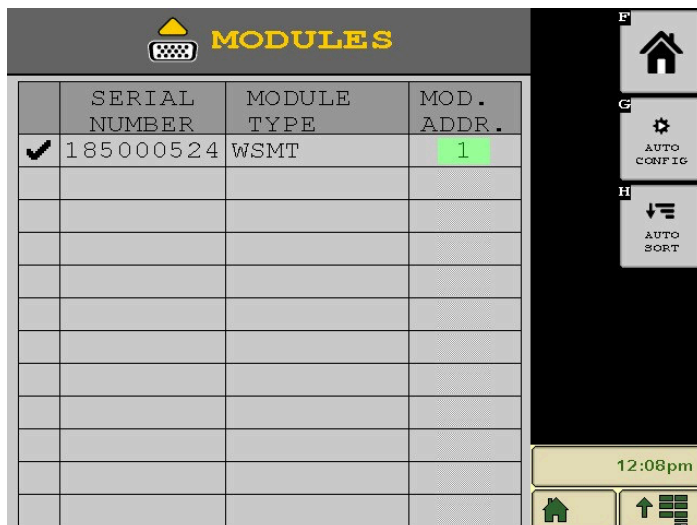 MODULES
SERIAL NUMBER MODULE TYPE MOD. ADDR.
185000524 WSMT 1
F
G
AUTO
CONFIG
H
AUTO
SORT
12:08pm